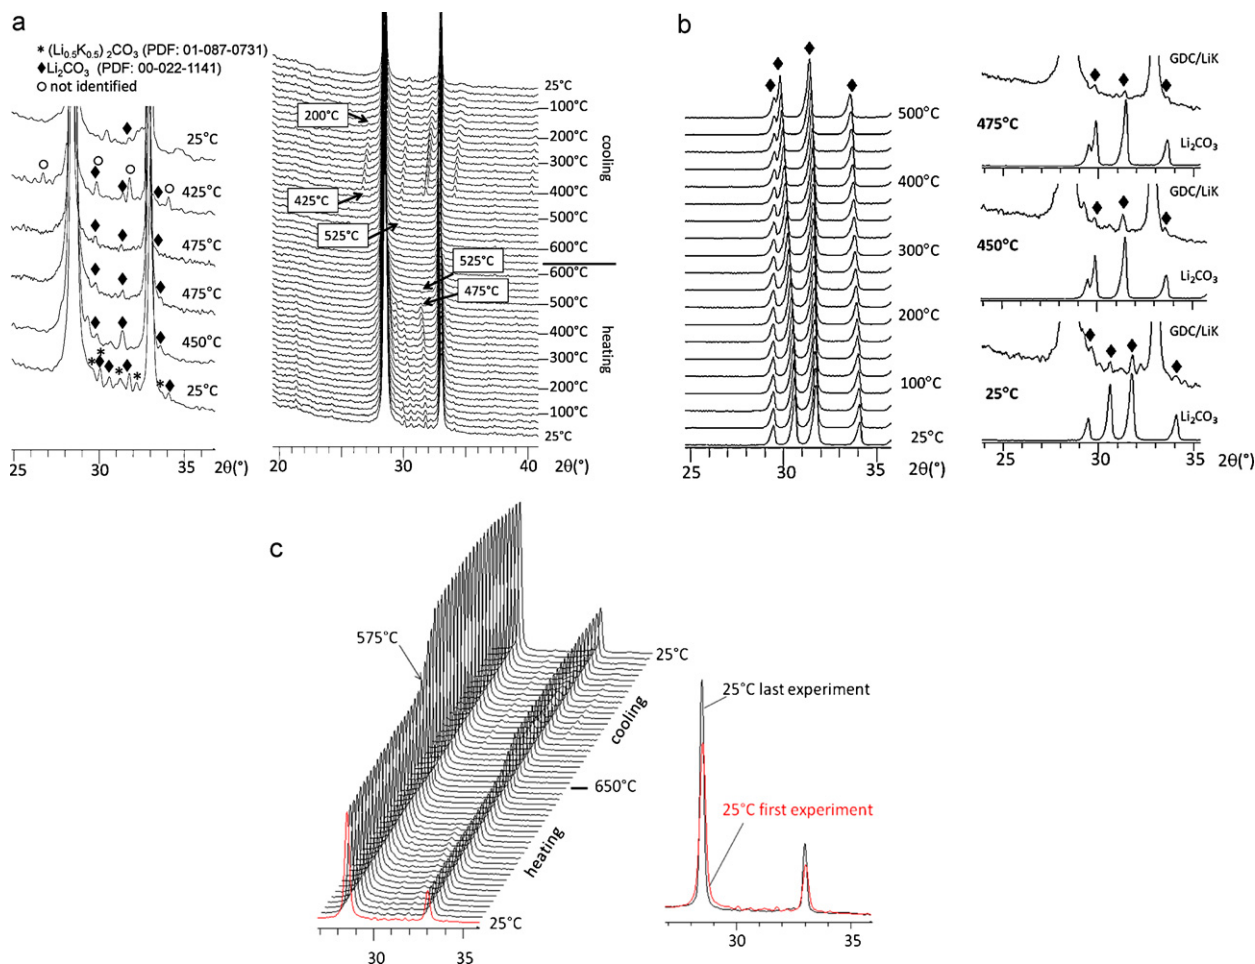 a
* (Li0.5K0.5)2CO3 (PDF: 01-087-0731)
◆ Li2CO3 (PDF: 00-022-1141)
○ not identified
25°C
425°C
475°C
475°C
450°C
25°C
25 30 35 2θ(°)
200°C
425°C
525°C
525°C
475°C
25°C
100°C
200°C
300°C
400°C
500°C
600°C
600°C
500°C
400°C
300°C
200°C
100°C
25°C
cooling
heating
20 30 40 2θ(°)
b
500°C
400°C
300°C
200°C
100°C
25°C
25 30 35 2θ(°)
GDC/LiK
475°C
Li2CO3
GDC/LiK
450°C
Li2CO3
GDC/LiK
25°C
Li2CO3
25 30 35 2θ(°)
c
575°C
25°C
cooling
650°C
heating
25°C
30 35
25°C last experiment
25°C first experiment
30 35